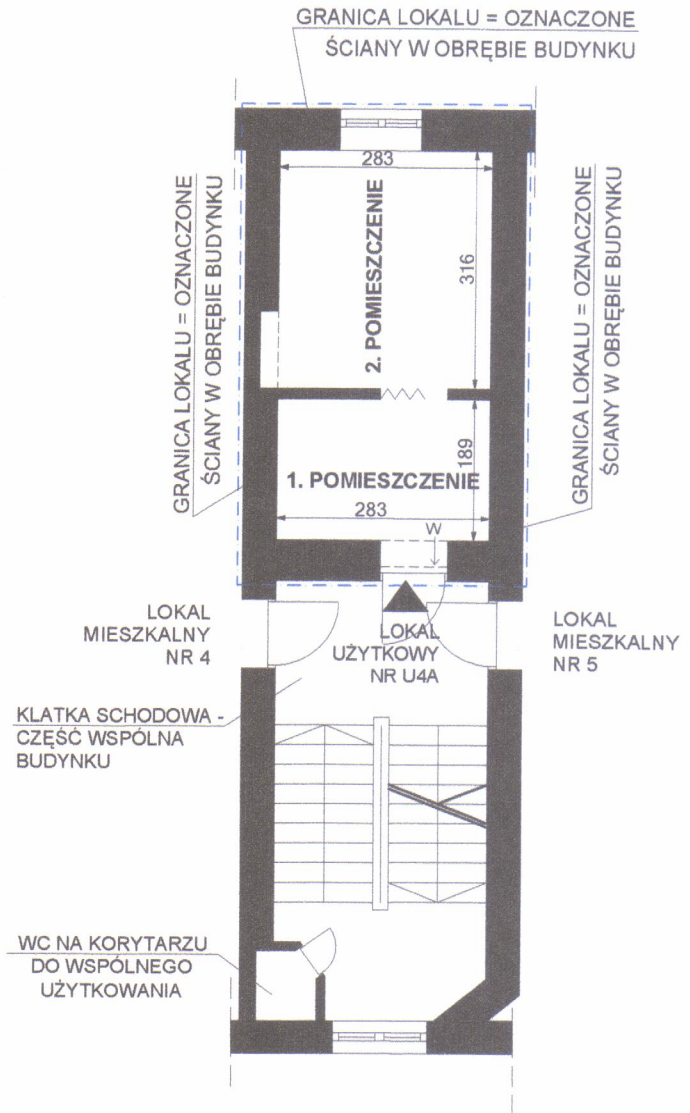 GRANICA LOKALU = OZNACZONE
ŚCIANY W OBRĘBIE BUDYNKU
GRANICA LOKALU = OZNACZONE
ŚCIANY W OBRĘBIE BUDYNKU
283
2. POMIESZCZENIE
316
GRANICA LOKALU = OZNACZONE
ŚCIANY W OBRĘBIE BUDYNKU
189
1. POMIESZCZENIE
283
W
LOKAL
MIESZKALNY
NR 4
LOKAL
UŻYTKOWY
NR U4A
LOKAL
MIESZKALNY
NR 5
KLATKA SCHODOWA -
CZĘŚĆ WSPÓLNA
BUDYNKU
WC NA KORYTARZU
DO WSPÓLNEGO
UŻYTKOWANIA